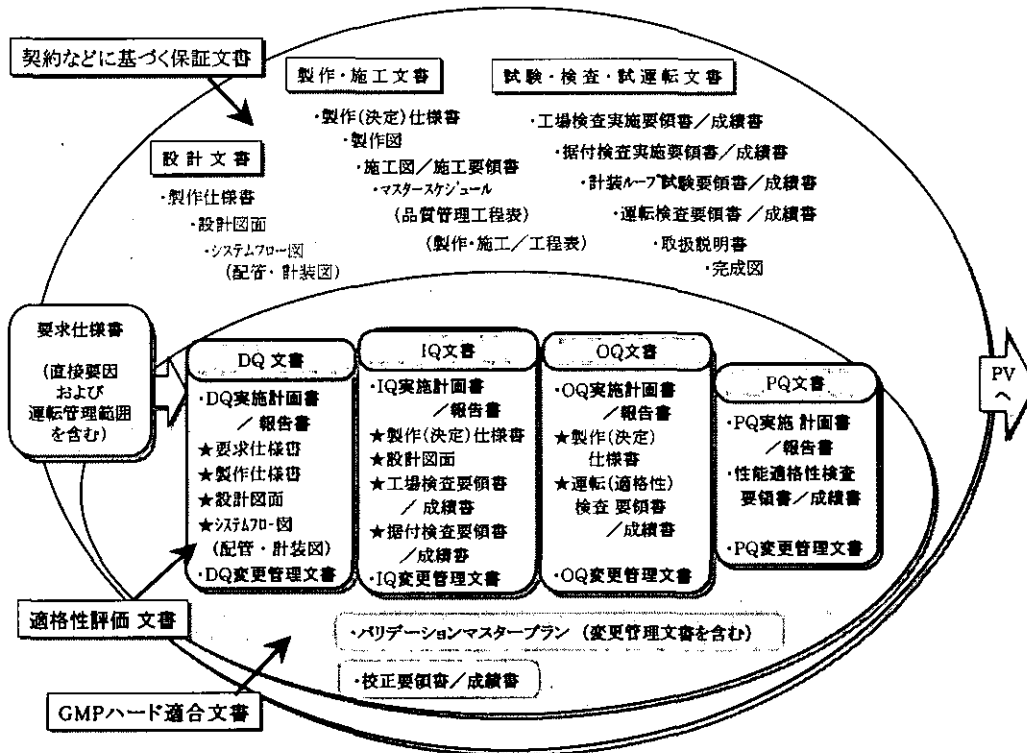 契約などに基づく保証文書
製作・施工文書
・製作(決定)仕様書
・製作図
・施工図/施工要領書
・マスタースケジュール
(品質管理工程表)
(製作・施工/工程表)
試験・検査・試運転文書
・工場検査実施要領書/成績書
・据付検査実施要領書/成績書
・計装ループ試験要領書/成績書
・運転検査要領書/成績書
・取扱説明書
・完成図
設計文書
・製作仕様書
・設計図面
・システムフロー図
(配管・計装図)
要求仕様書
(直接要因
および
運転管理範囲
を含む)
DQ文書
・DQ実施計画書
/報告書
★要求仕様書
★製作仕様書
★設計図面
★システムフロー図
(配管・計装図)
・DQ変更管理文書
IQ文書
・IQ実施計画書
/報告書
★製作(決定)仕様書
★設計図面
★工場検査要領書
/成績書
★据付検査要領書
/成績書
・IQ変更管理文書
OQ文書
・OQ実施計画書
/報告書
★製作(決定)
仕様書
★運転(適格性)
検査要領書
/成績書
・OQ変更管理文書
PQ文書
・PQ実施計画書
/報告書
・性能適格性検査
要領書/成績書
・PQ変更管理文書
PV
へ
適格性評価文書
・バリデーションマスタープラン (変更管理文書を含む)
・校正要領書/成績書
GMPハード適合文書